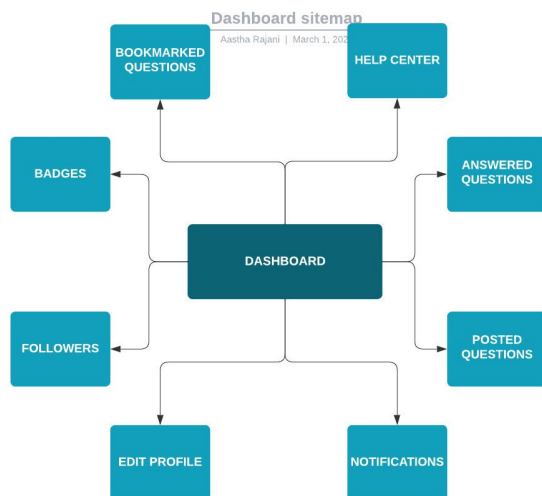 Dashboard sitemap
Aastha Rajani | March 1, 202
BOOKMARKED
QUESTIONS
HELP CENTER
BADGES
ANSWERED
QUESTIONS
DASHBOARD
FOLLOWERS
POSTED
QUESTIONS
EDIT PROFILE
NOTIFICATIONS